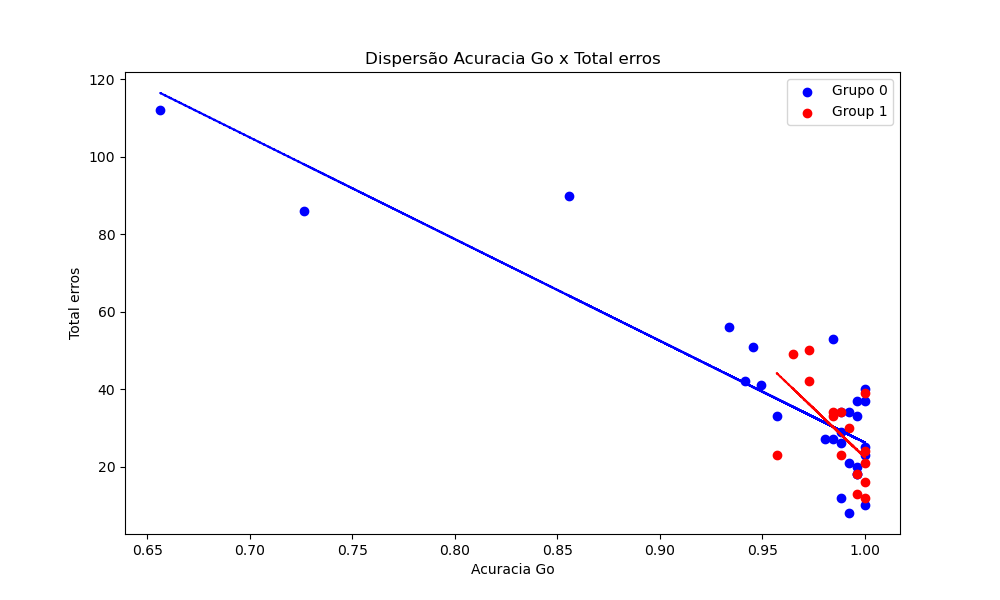 Dispersão Acuracia Go x Total erros
Grupo 0
Group 1
Total erros
120
100
80
60
40
20
0.65 0.70 0.75 0.80 0.85 0.90 0.95 1.00
Acuracia Go